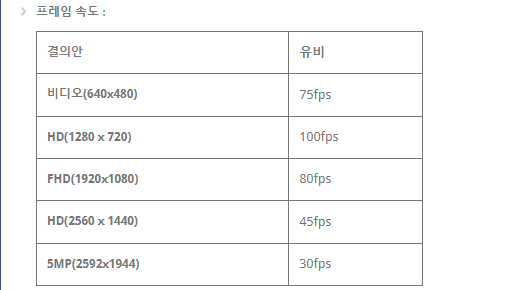 프레임 속도 :
결의안 유비
비디오(640x480) 75fps
HD(1280 x 720) 100fps
FHD(1920x1080) 80fps
HD(2560 x 1440) 45fps
5MP(2592x1944) 30fps